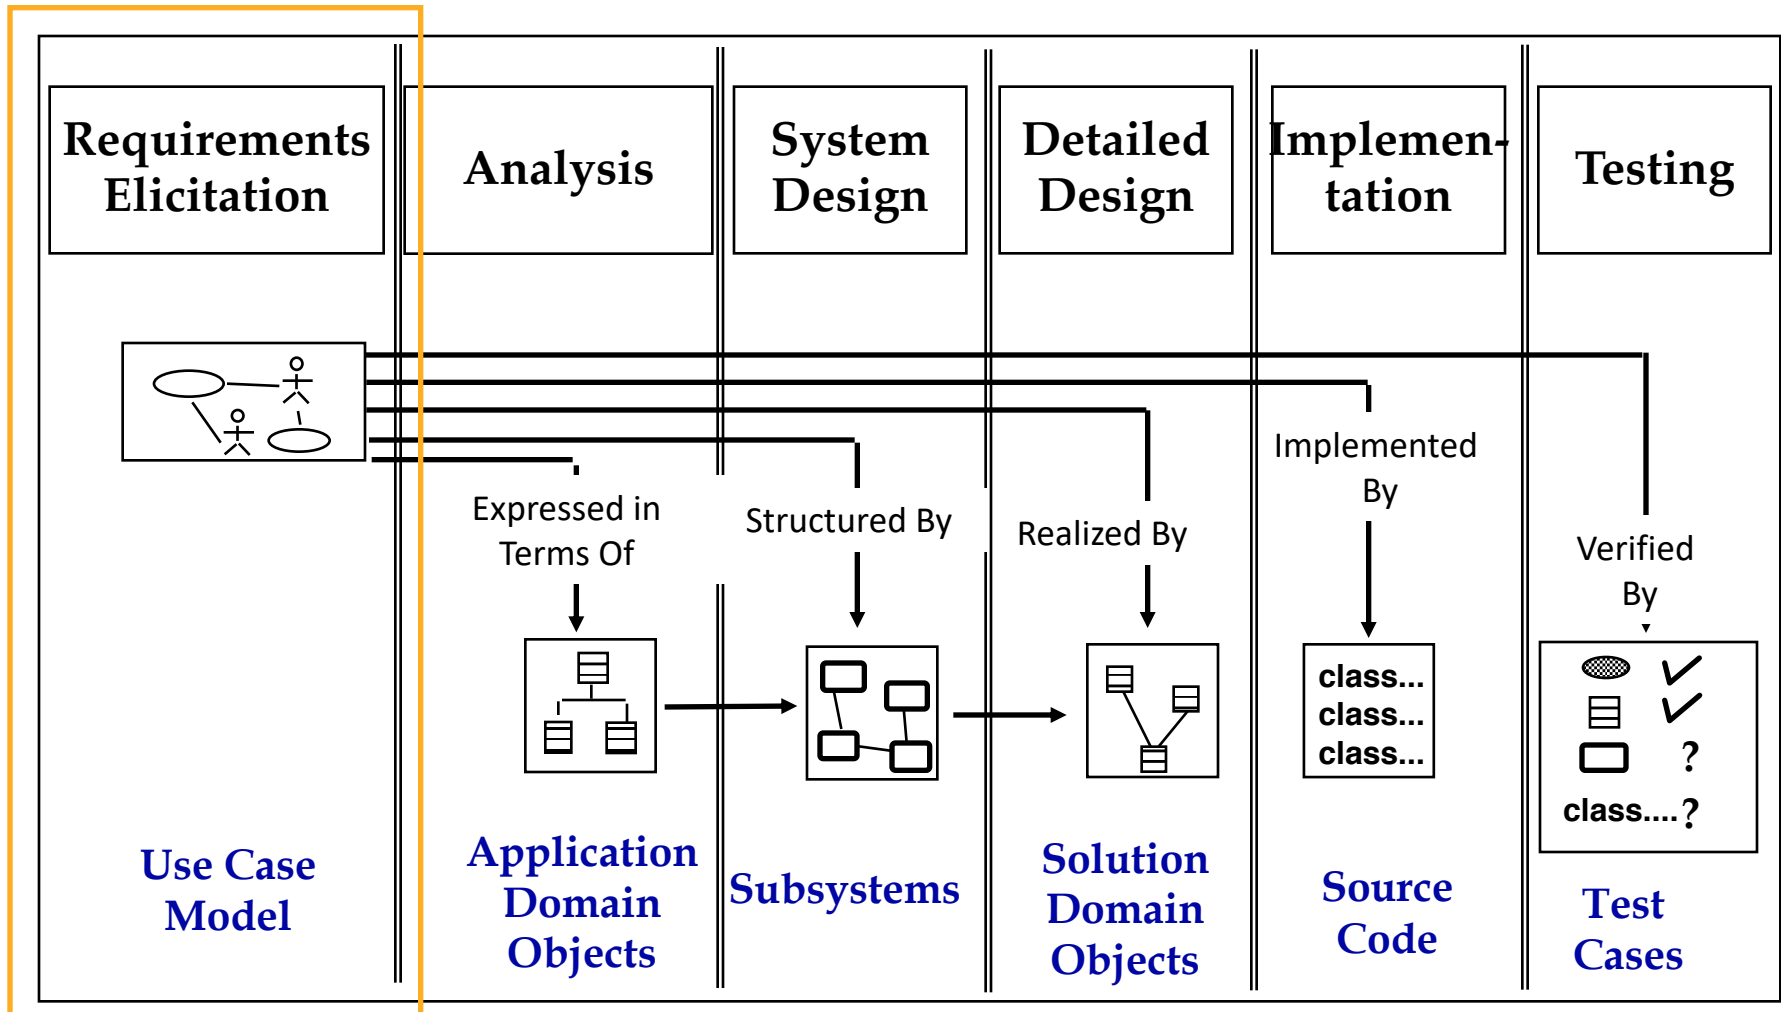 Requirements
Elicitation
Analysis
System
Design
Detailed
Design
Implemen-
tation
Testing
Expressed in
Terms Of
Structured By
Realized By
Implemented
By
Verified
By
class...
class...
class...
?
class....?
Use Case
Model
Application
Domain
Objects
Subsystems
Solution
Domain
Objects
Source
Code
Test
Cases